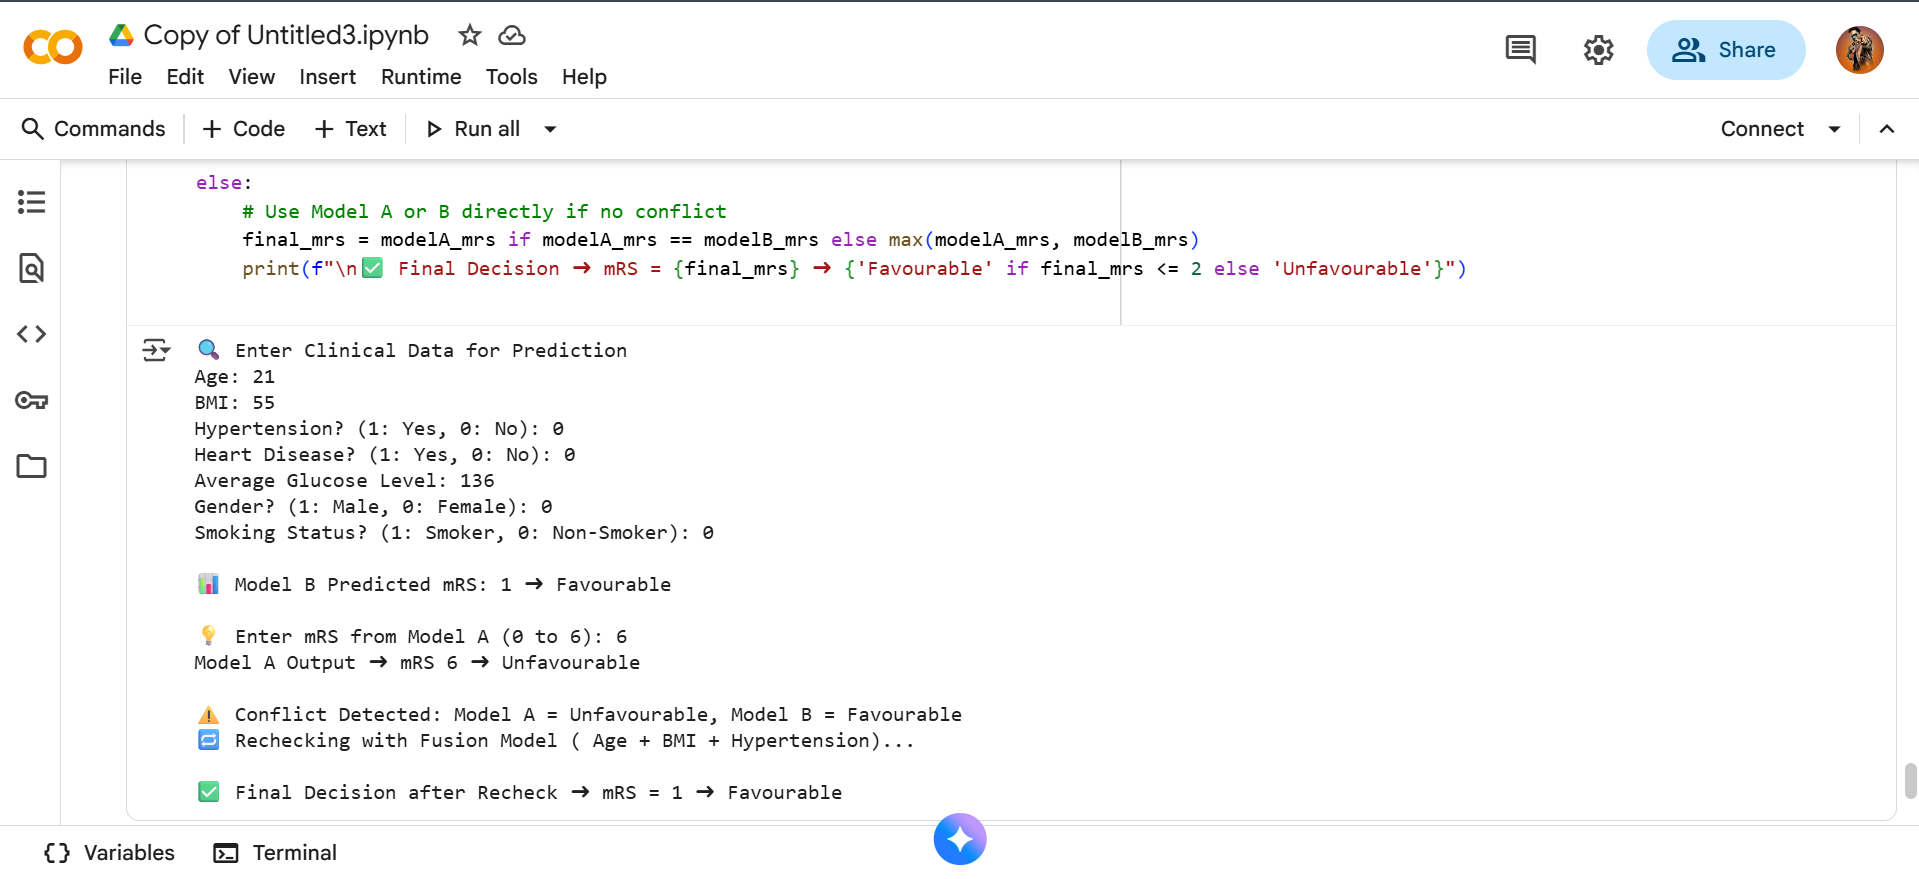 Copy of Untitled3.ipynb
File Edit View Insert Runtime Tools Help
Share
Commands + Code + Text Run all
Connect
else:
# Use Model A or B directly if no conflict
final_mrs = modelA_mrs if modelA_mrs == modelB_mrs else max(modelA_mrs, modelB_mrs)
print(f"\n✅ Final Decision → mRS = {final_mrs} → {'Favourable' if final_mrs <= 2 else 'Unfavourable'}")
🔍 Enter Clinical Data for Prediction
Age: 21
BMI: 55
Hypertension? (1: Yes, 0: No): 0
Heart Disease? (1: Yes, 0: No): 0
Average Glucose Level: 136
Gender? (1: Male, 0: Female): 0
Smoking Status? (1: Smoker, 0: Non-Smoker): 0
📊 Model B Predicted mRS: 1 → Favourable
💡 Enter mRS from Model A (0 to 6): 6
Model A Output → mRS 6 → Unfavourable
⚠️ Conflict Detected: Model A = Unfavourable, Model B = Favourable
🔁 Rechecking with Fusion Model ( Age + BMI + Hypertension)...
✅ Final Decision after Recheck → mRS = 1 → Favourable
Variables Terminal